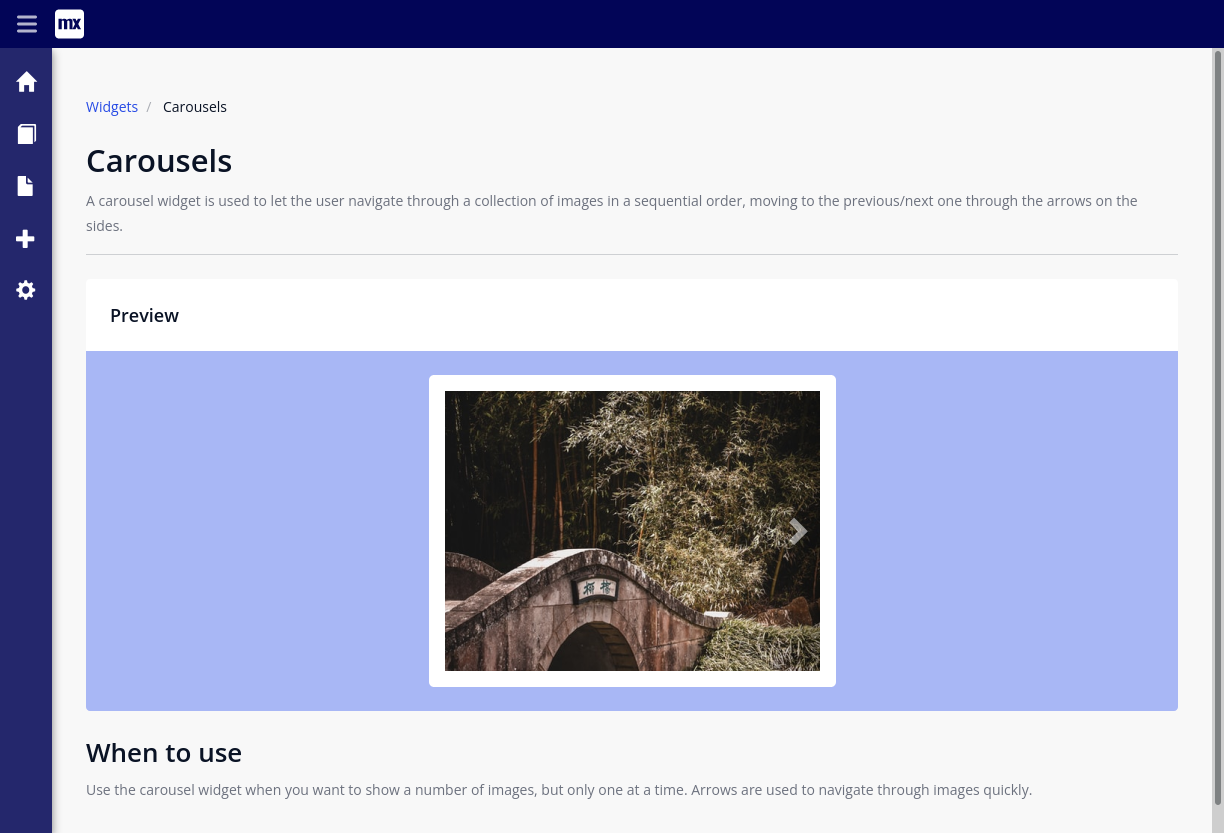 mx
Widgets / Carousels
Carousels
A carousel widget is used to let the user navigate through a collection of images in a sequential order, moving to the previous/next one through the arrows on the
sides.
Preview
When to use
Use the carousel widget when you want to show a number of images, but only one at a time. Arrows are used to navigate through images quickly.